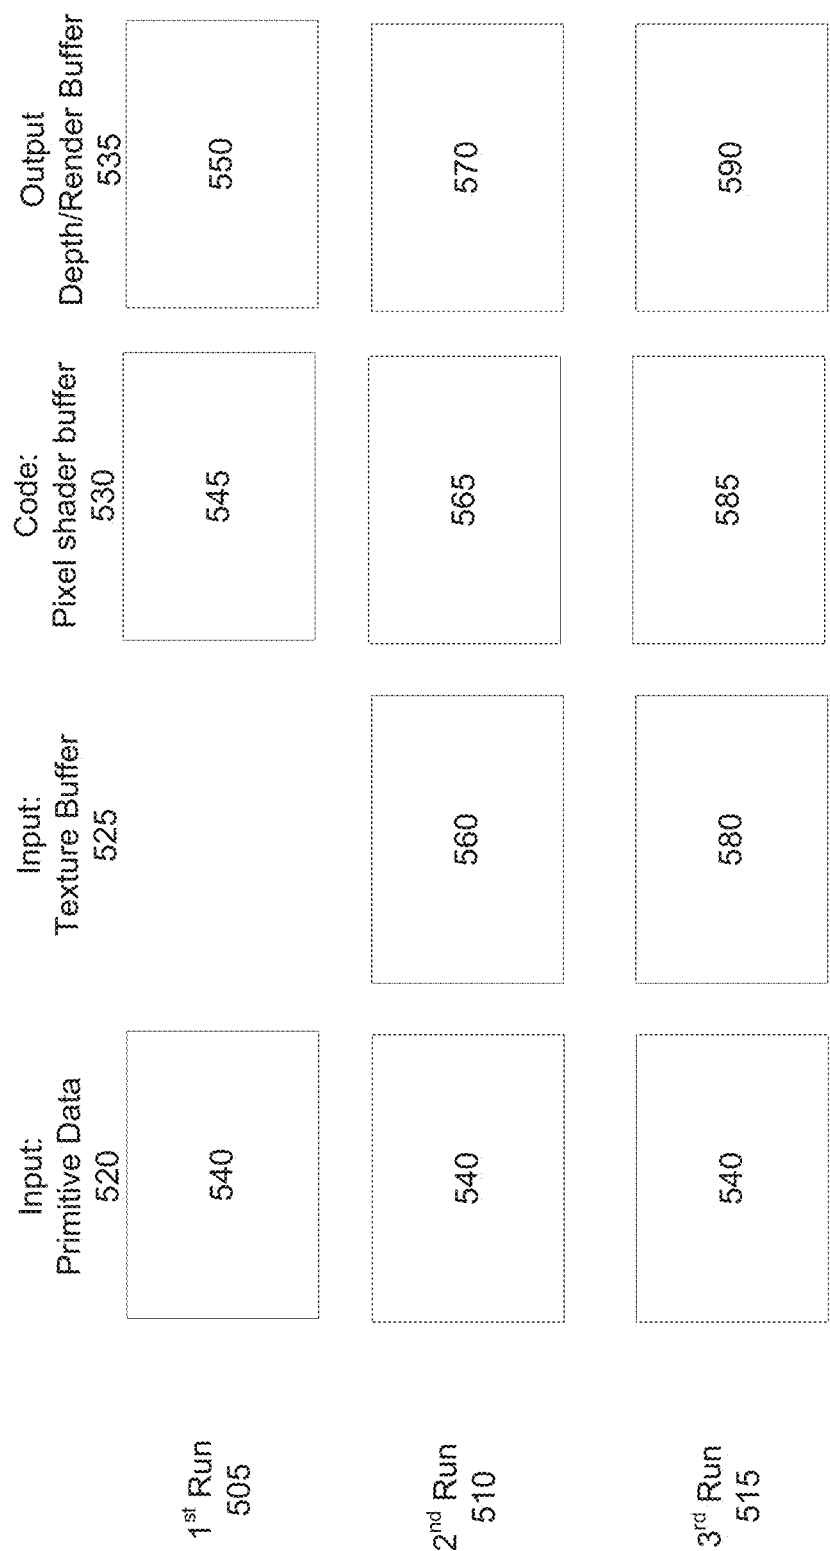 Input:
Primitive Data
520
Input:
Texture Buffer
525
Code:
Pixel shader buffer
530
Output
Depth/Render Buffer
535
1st Run
505
540
545
550
2nd Run
510
540
560
565
570
3rd Run
515
540
580
585
590